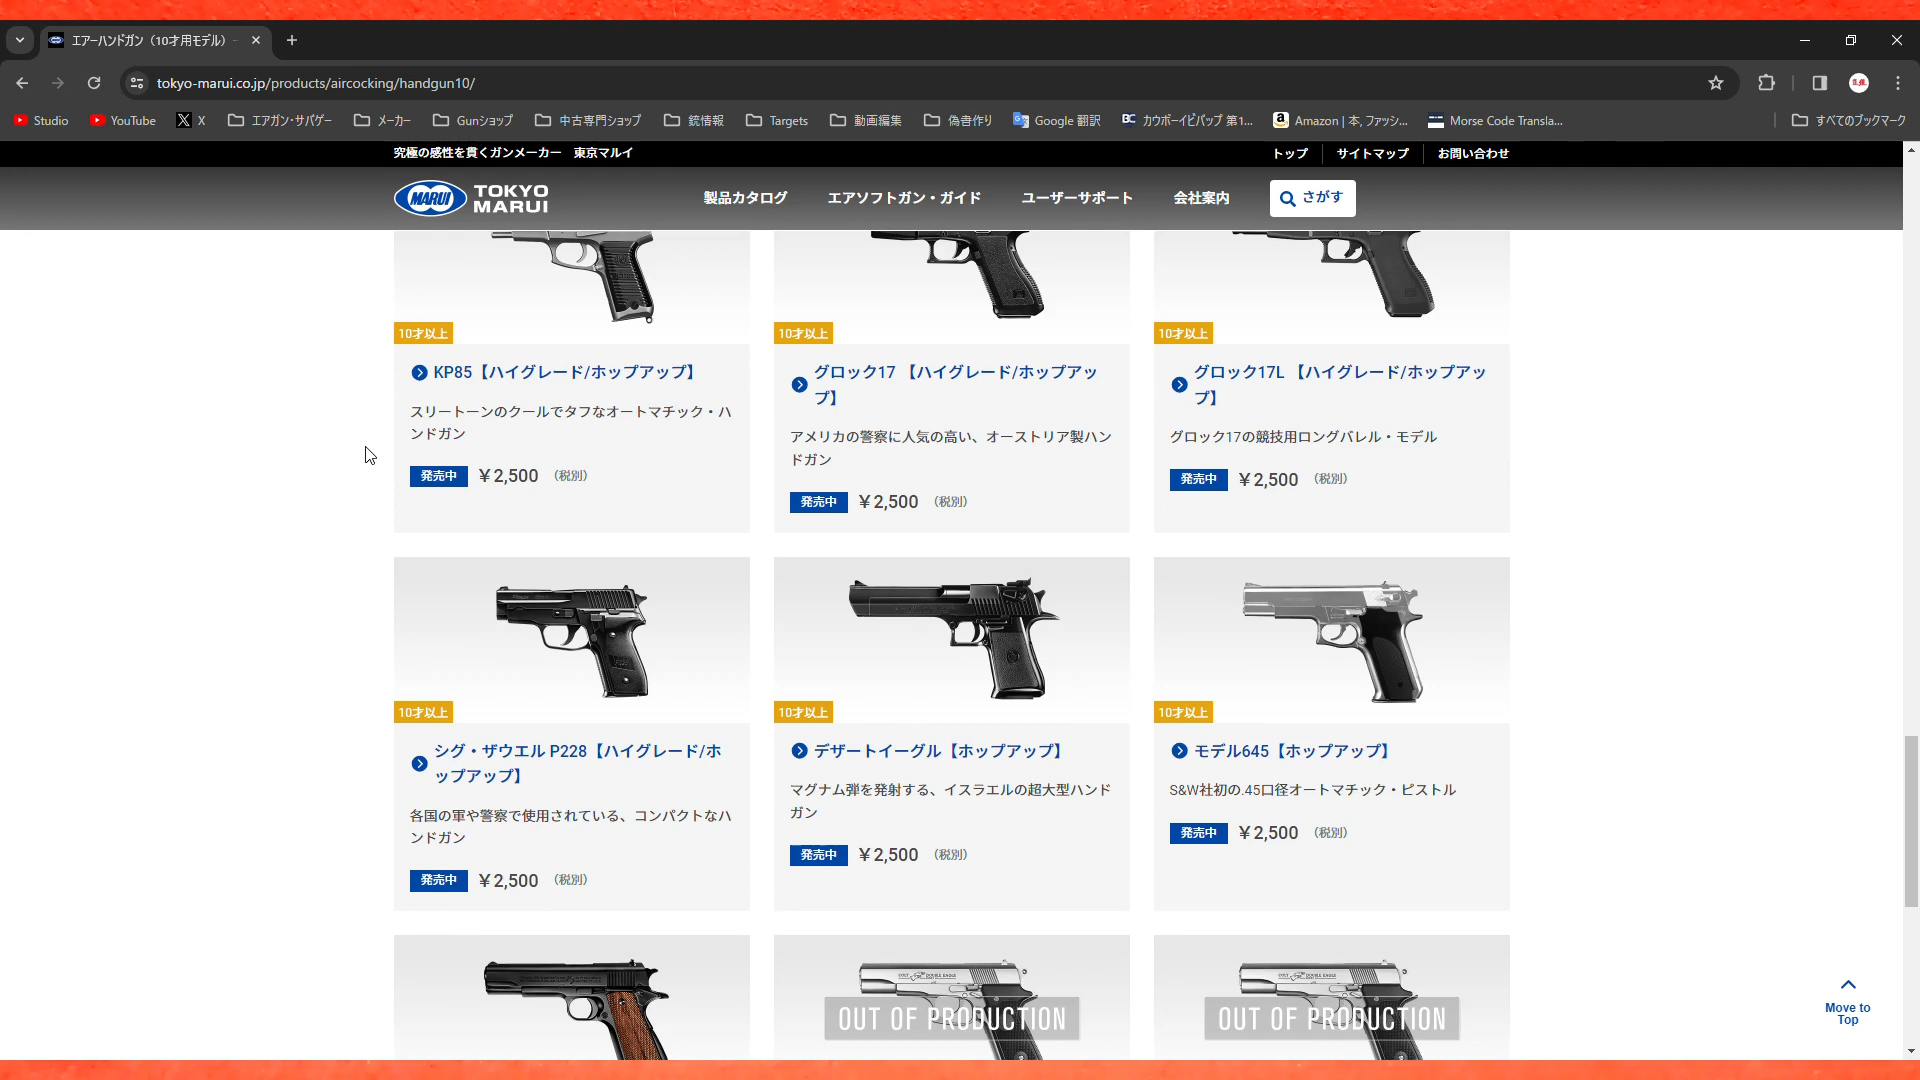 エアーハンドガン（10才用モデル）
tokyo-marui.co.jp/products/aircocking/handgun10/
Studio
YouTube
X
エアガン・サバゲー
メーカー
Gunショップ
中古専門ショップ
銃情報
Targets
動画編集
偽書作り
Google 翻訳
カウボーイビバップ 第1...
Amazon | 本, ファッシ...
Morse Code Transla...
すべてのブックマーク
究極の感性を貫くガンメーカー　東京マルイ
トップ
サイトマップ
お問い合わせ
MARUI
TOKYO
MARUI
製品カタログ
エアソフトガン・ガイド
ユーザーサポート
会社案内
さがす
10才以上
10才以上
10才以上
KP85【ハイグレード/ホップアップ】
スリートーンのクールでタフなオートマチック・ハ
ンドガン
発売中 ￥2,500 （税別）
グロック17 【ハイグレード/ホップアッ
プ】
アメリカの警察に人気の高い、オーストリア製ハン
ドガン
発売中 ￥2,500 （税別）
グロック17L 【ハイグレード/ホップアッ
プ】
グロック17の競技用ロングバレル・モデル
発売中 ￥2,500 （税別）
10才以上
10才以上
10才以上
シグ・ザウエル P228【ハイグレード/ホ
ップアップ】
各国の軍や警察で使用されている、コンパクトなハ
ンドガン
発売中 ￥2,500 （税別）
デザートイーグル【ホップアップ】
マグナム弾を発射する、イスラエルの超大型ハンド
ガン
発売中 ￥2,500 （税別）
モデル645【ホップアップ】
S&W社初の.45口径オートマチック・ピストル
発売中 ￥2,500 （税別）
OUT OF PRODUCTION
OUT OF PRODUCTION
Move to
Top